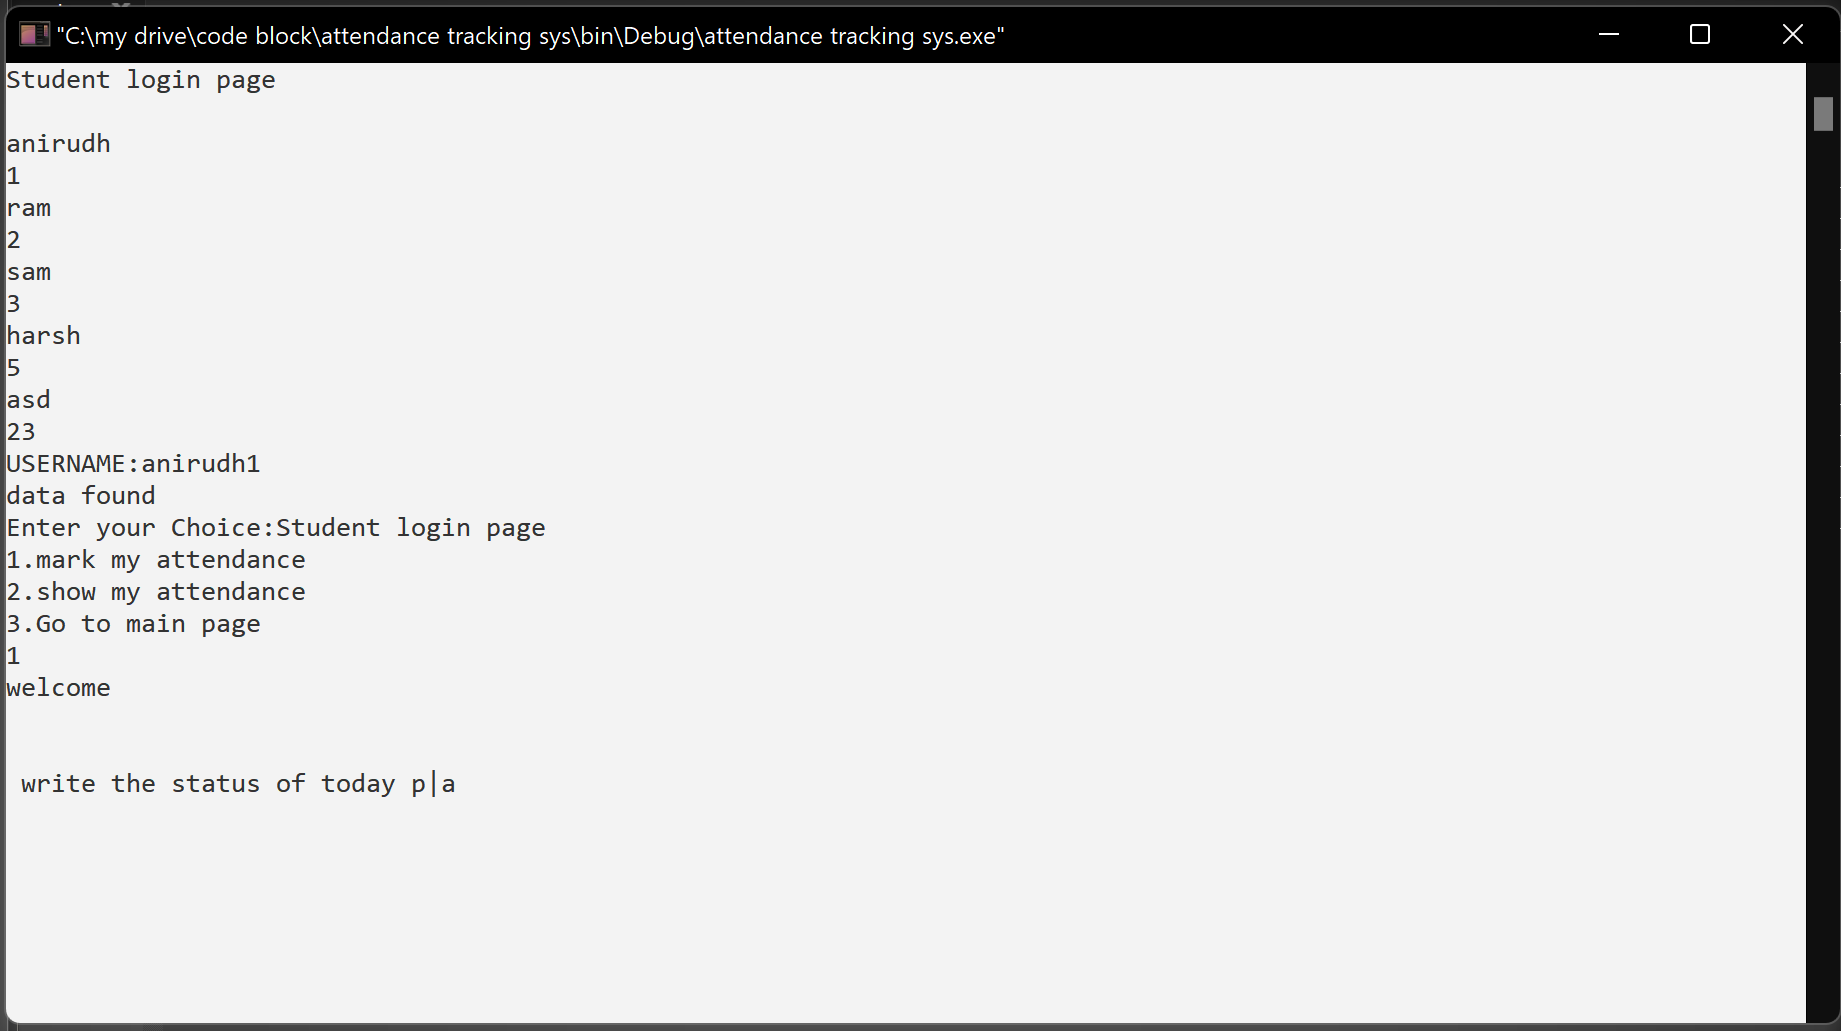 "C:\my drive\code block\attendance tracking sys\bin\Debug\attendance tracking sys.exe"
Student login page
anirudh
1
ram
2
sam
3
harsh
5
asd
23
USERNAME:anirudh1
data found
Enter your Choice:Student login page
1.mark my attendance
2.show my attendance
3.Go to main page
1
welcome
write the status of today p|a